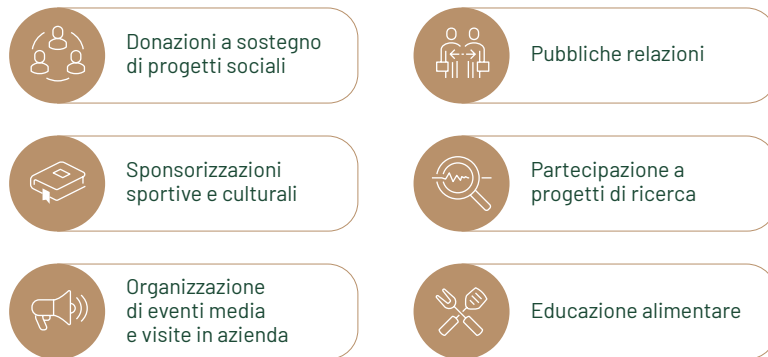 Donazioni a sostegno
di progetti sociali
Pubbliche relazioni
Sponsorizzazioni
sportive e culturali
Partecipazione a
progetti di ricerca
Organizzazione
di eventi media
e visite in azienda
Educazione alimentare